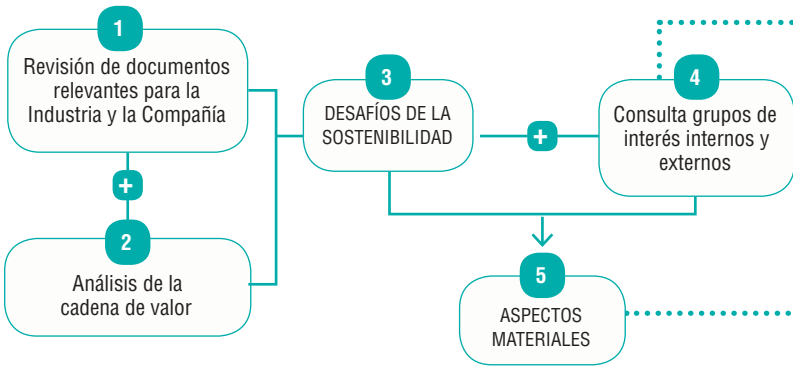 1
Revisión de documentos
relevantes para la
Industria y la Compañía
+
2
Análisis de la
cadena de valor
3
DESAFÍOS DE LA
SOSTENIBILIDAD
+
4
Consulta grupos de
interés internos y
externos
5
ASPECTOS
MATERIALES